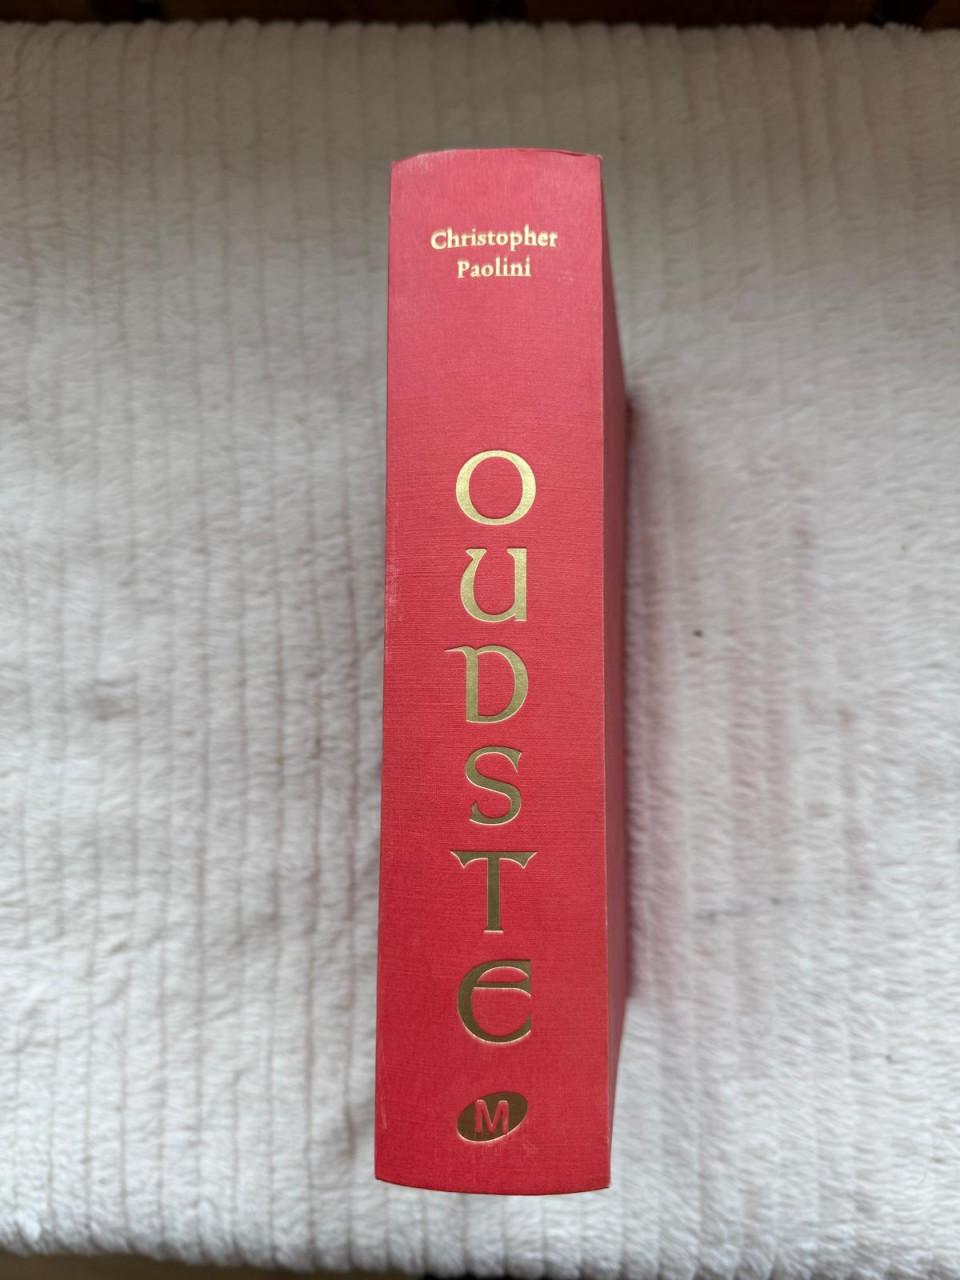 Christopher
Paolini
OUDSTE
M